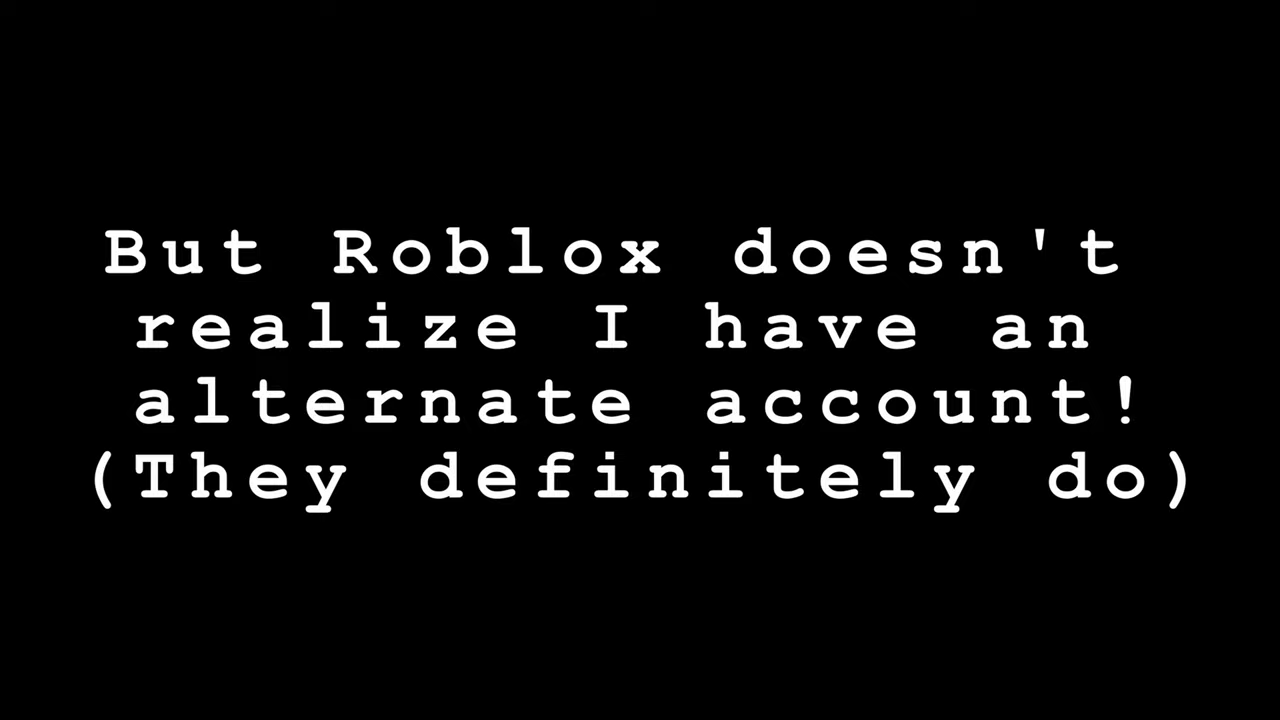 But Roblox doesn't
realize I have an
alternate account!
(They definitely do)